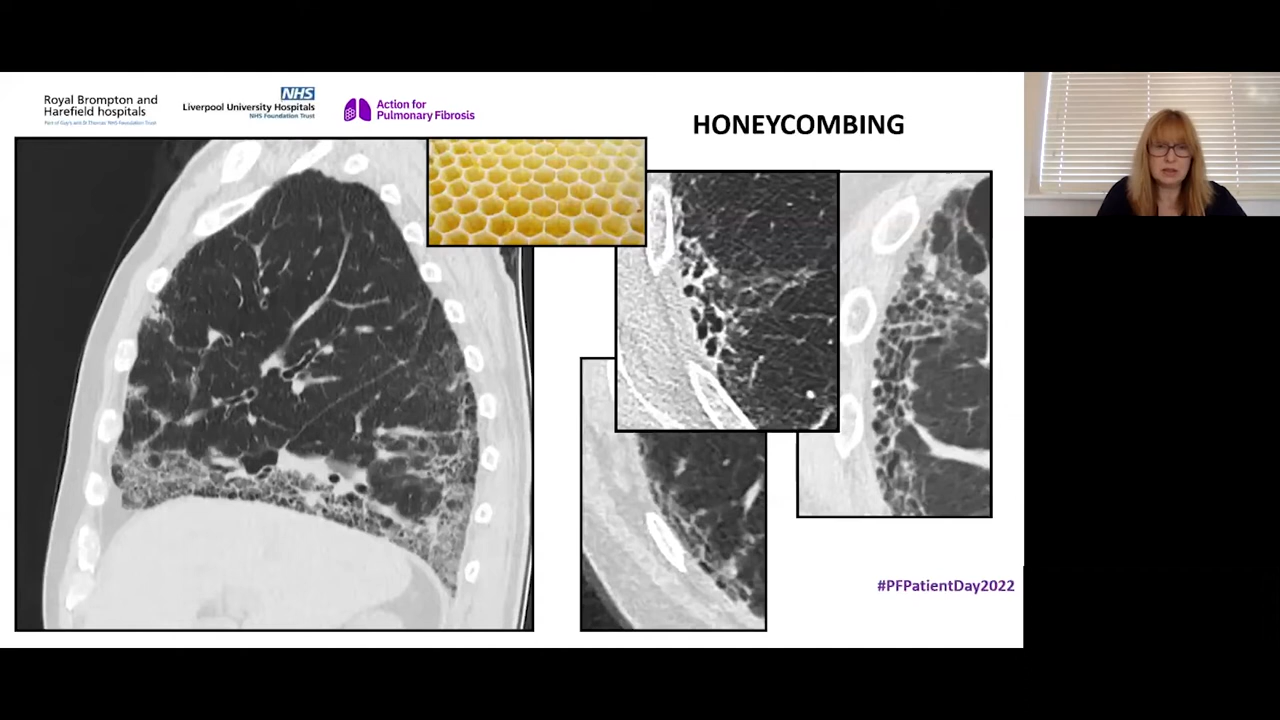 Royal Brompton and
Harefield hospitals
Part of Guy's and St Thomas' NHS Foundation Trust
NHS
Liverpool University Hospitals
NHS Foundation Trust
Action for
Pulmonary Fibrosis
HONEYCOMBING
#PFPatientDay2022